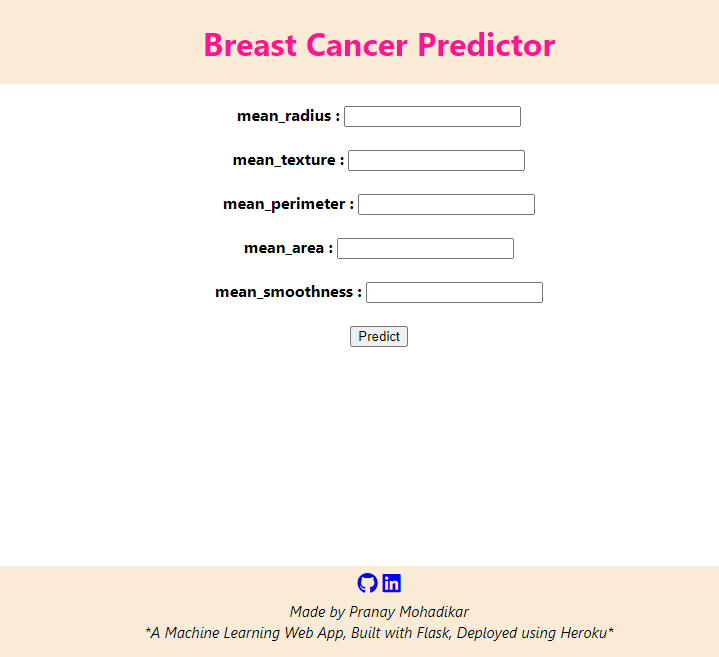 Breast Cancer Predictor
mean_radius :
mean_texture :
mean_perimeter :
mean_area :
mean_smoothness :
Predict
in
Made by Pranay Mohadikar
*A Machine Learning Web App, Built with Flask, Deployed using Heroku*